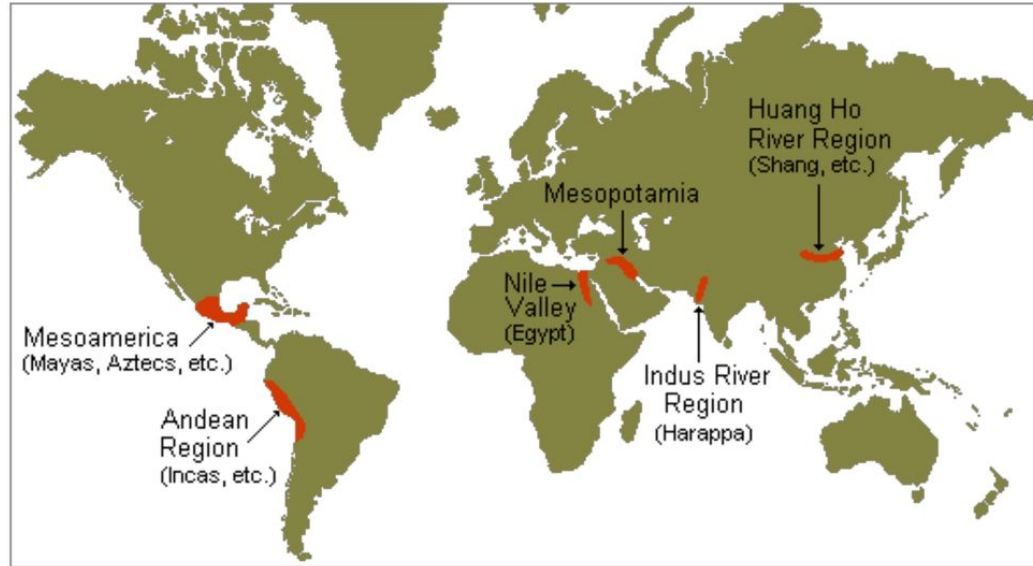 Huang Ho
River Region
(Shang, etc.)
Mesopotamia
Nile
Valley
(Egypt)
Mesoamerica
(Mayas, Aztecs, etc.)
Indus River
Region
(Harappa)
Andean
Region
(Incas, etc.)